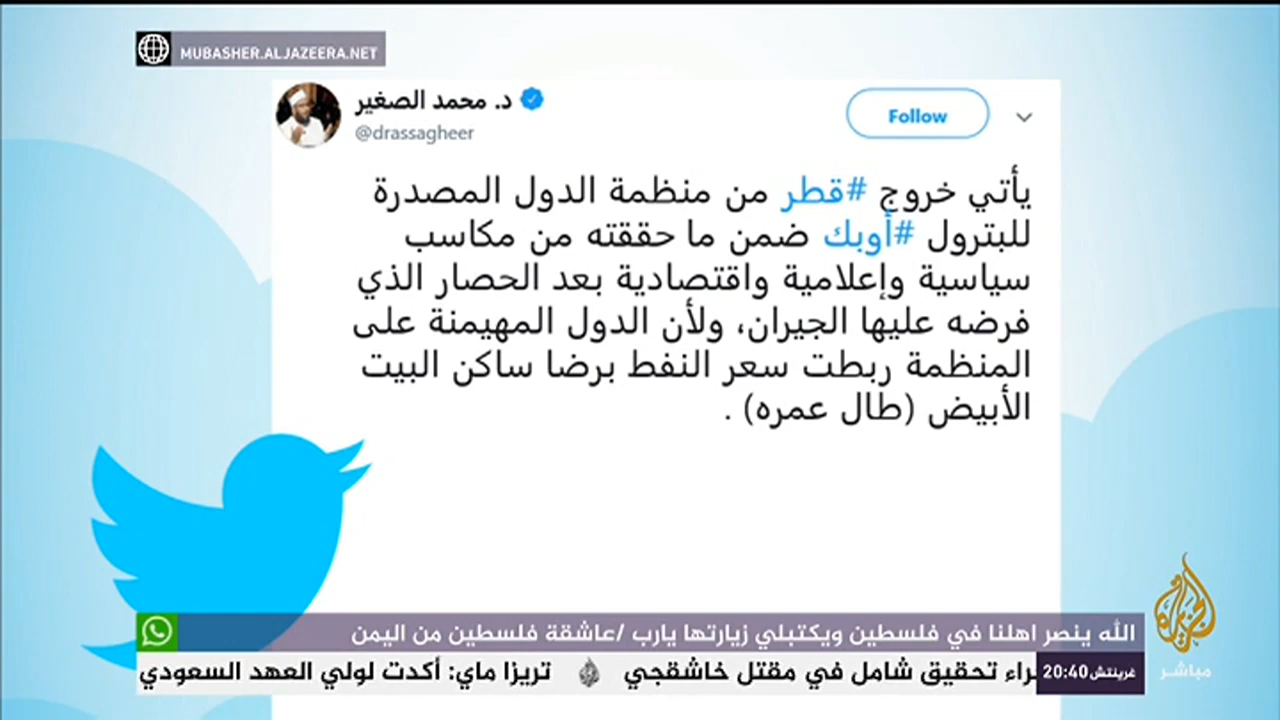 MUBASHER.ALJAZEERA.NET
د. محمد الصغير
@drassagheer
Follow
يأتي خروج #قطر من منظمة الدول المصدرة
للبترول #أوبك ضمن ما حققته من مكاسب
سياسية وإعلامية واقتصادية بعد الحصار الذي
فرضه عليها الجيران، ولأن الدول المهيمنة على
المنظمة ربطت سعر النفط برضا ساكن البيت
الأبيض (طال عمره) .
الله ينصر اهلنا في فلسطين ويكتبلي زيارتها يارب /عاشقة فلسطين من اليمن
غرينتش 20:40
تحقيق شامل في مقتل خاشقجي تريزا ماي: أكدت لولي العهد السعودي
الجزيرة
مباشر